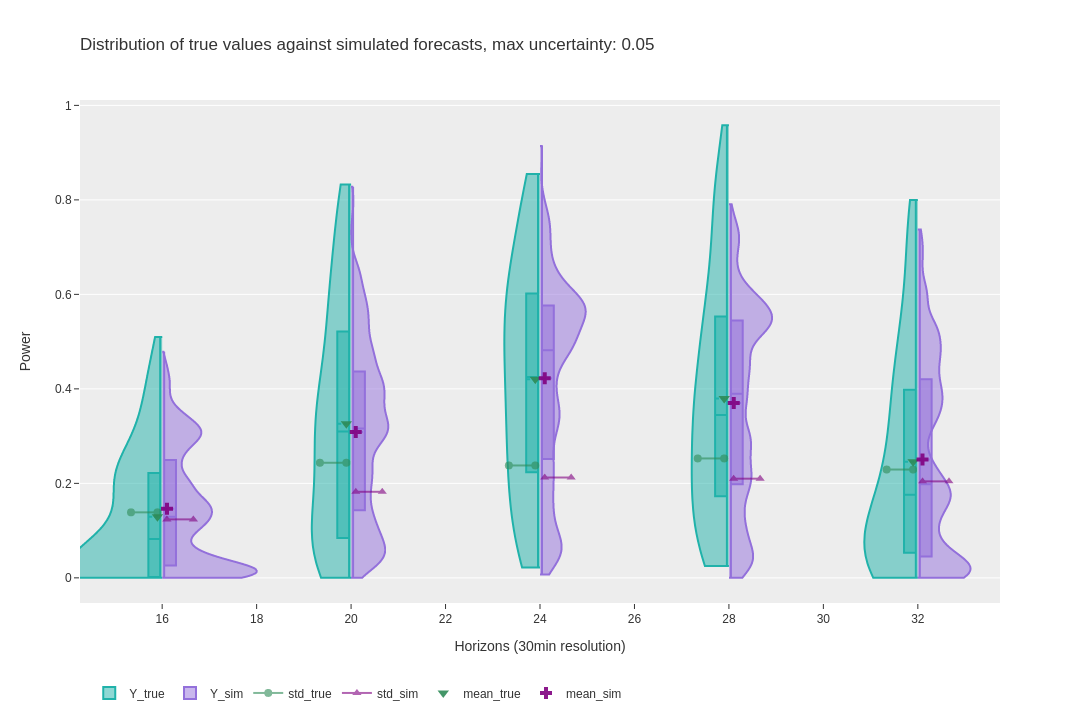 Distribution of true values against simulated forecasts, max uncertainty: 0.05
1
0.8
0.6
0.4
0.2
0
Power
16 18 20 22 24 26 28 30 32
Horizons (30min resolution)
Y_true Y_sim std_true std_sim mean_true mean_sim